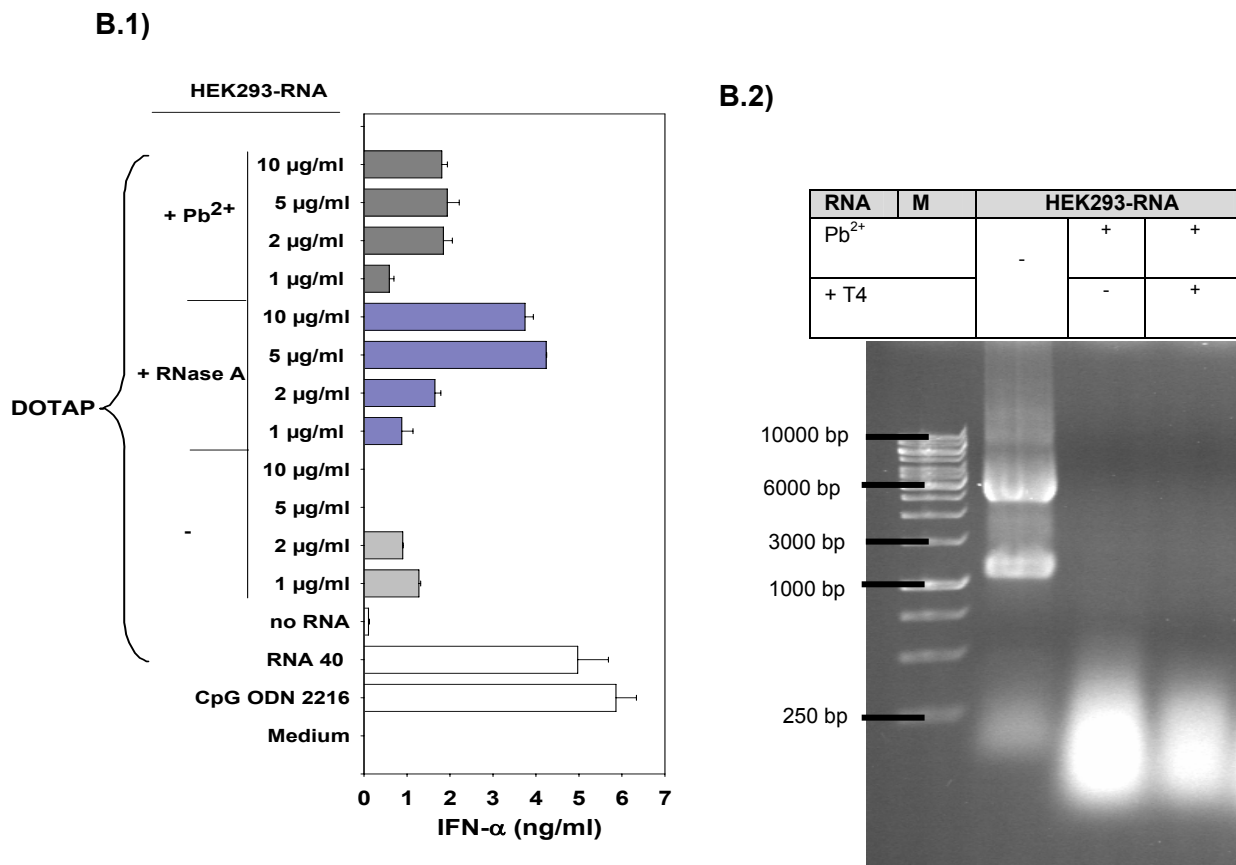 B.1)
HEK293-RNA
10 µg/ml
5 µg/ml
+ Pb2+
2 µg/ml
1 µg/ml
10 µg/ml
5 µg/ml
+ RNase A
2 µg/ml
DOTAP
1 µg/ml
10 µg/ml
5 µg/ml
-
2 µg/ml
1 µg/ml
no RNA
RNA 40
CpG ODN 2216
Medium
0 1 2 3 4 5 6 7
IFN-α (ng/ml)
B.2)
RNA M HEK293-RNA
Pb2+ - + +
+ T4 - +
10000 bp
6000 bp
3000 bp
1000 bp
250 bp